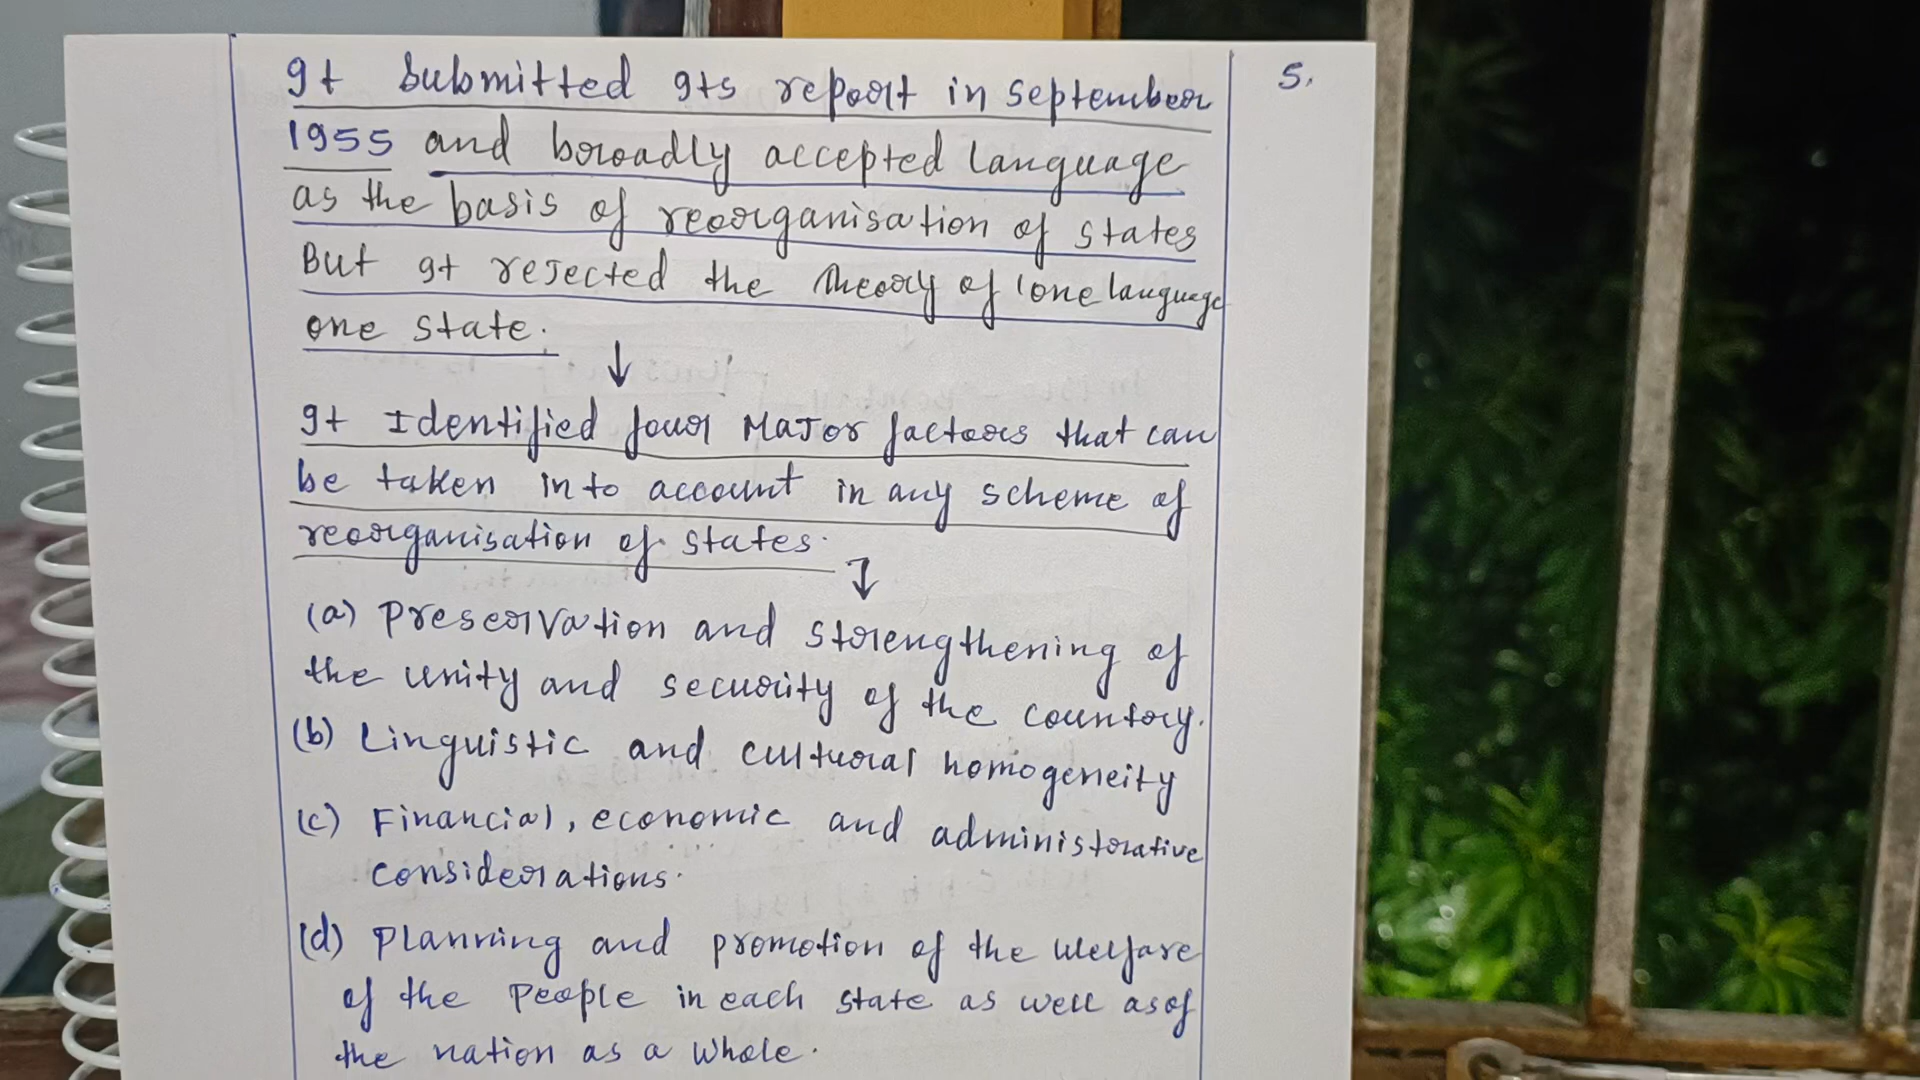 It submitted Its report in september
1955 and broadly accepted language
as the basis of reorganisation of states
But It rejected the theory of 'one language
one state.
↓
It Identified four Major factors that can
be taken in to account in any scheme of
reorganisation of states.
↓
(a) Preservation and strengthening of
the unity and security of the country.
(b) Linguistic and cultural homogeneity
(c) Financial, economic and administrative
considerations.
(d) Planning and promotion of the welfare
of the People in each state as well as of
the nation as a whole.
5.